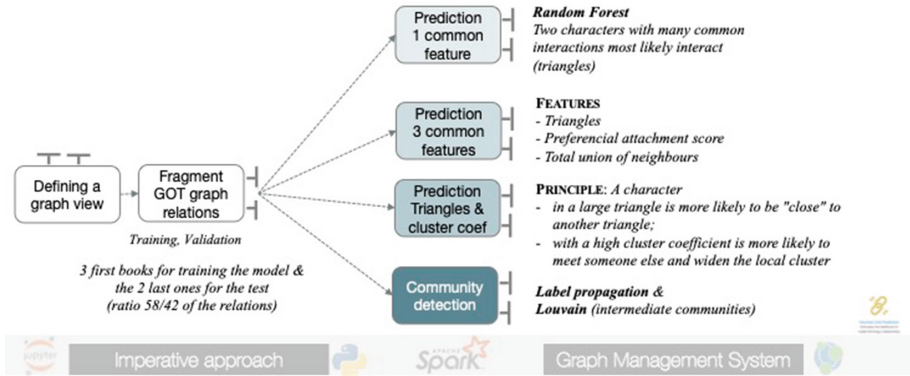 Prediction
1 common
feature
Random Forest
Two characters with many common
interactions most likely interact
(triangles)
Prediction
3 common
features
FEATURES
- Triangles
- Preferencial attachment score
- Total union of neighbours
Defining a
graph view
Fragment
GOT graph
relations
Training, Validation
3 first books for training the model &
the 2 last ones for the test
(ratio 58/42 of the relations)
Prediction
Triangles &
cluster coef
PRINCIPLE: A character
- in a large triangle is more likely to be "close" to
another triangle;
- with a high cluster coefficient is more likely to
meet someone else and widen the local cluster
Community
detection
Label propagation &
Louvain (intermediate communities)
jupyter
Imperative approach
APACHE
Spark
Graph Management System